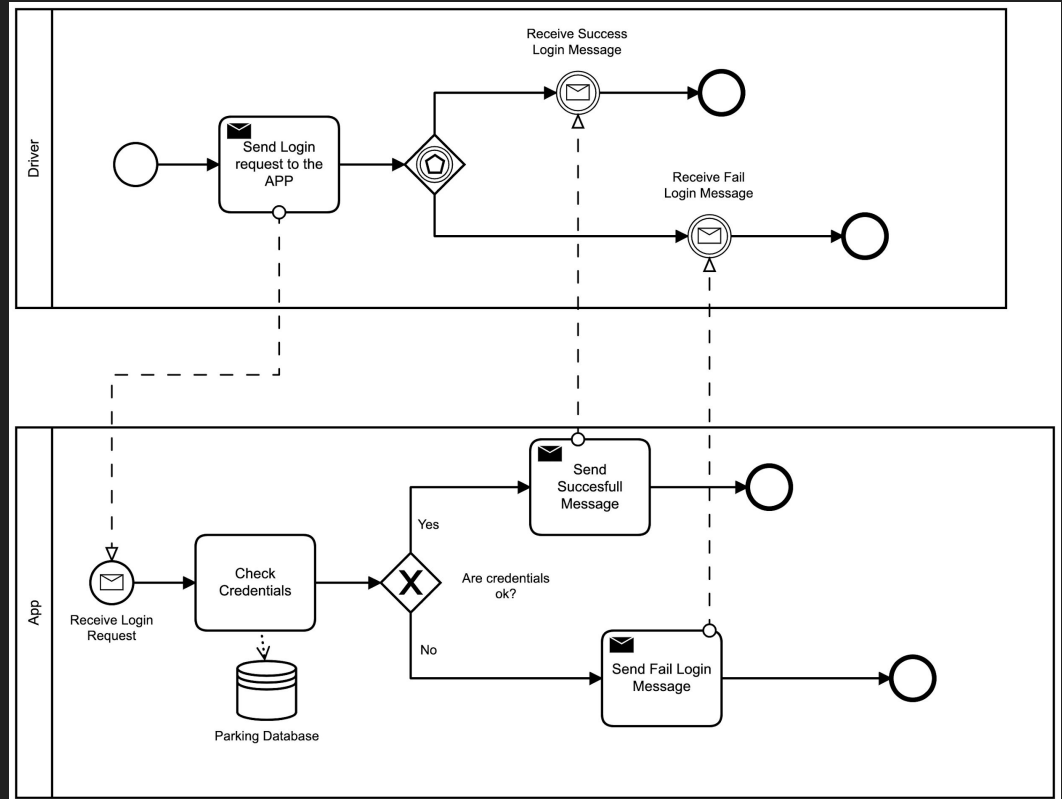 Driver
Receive Success
Login Message
Send Login
request to the
APP
Receive Fail
Login Message
App
Send
Succesfull
Message
Yes
Are credentials
ok?
Check
Credentials
Receive Login
Request
No
Send Fail Login
Message
Parking Database